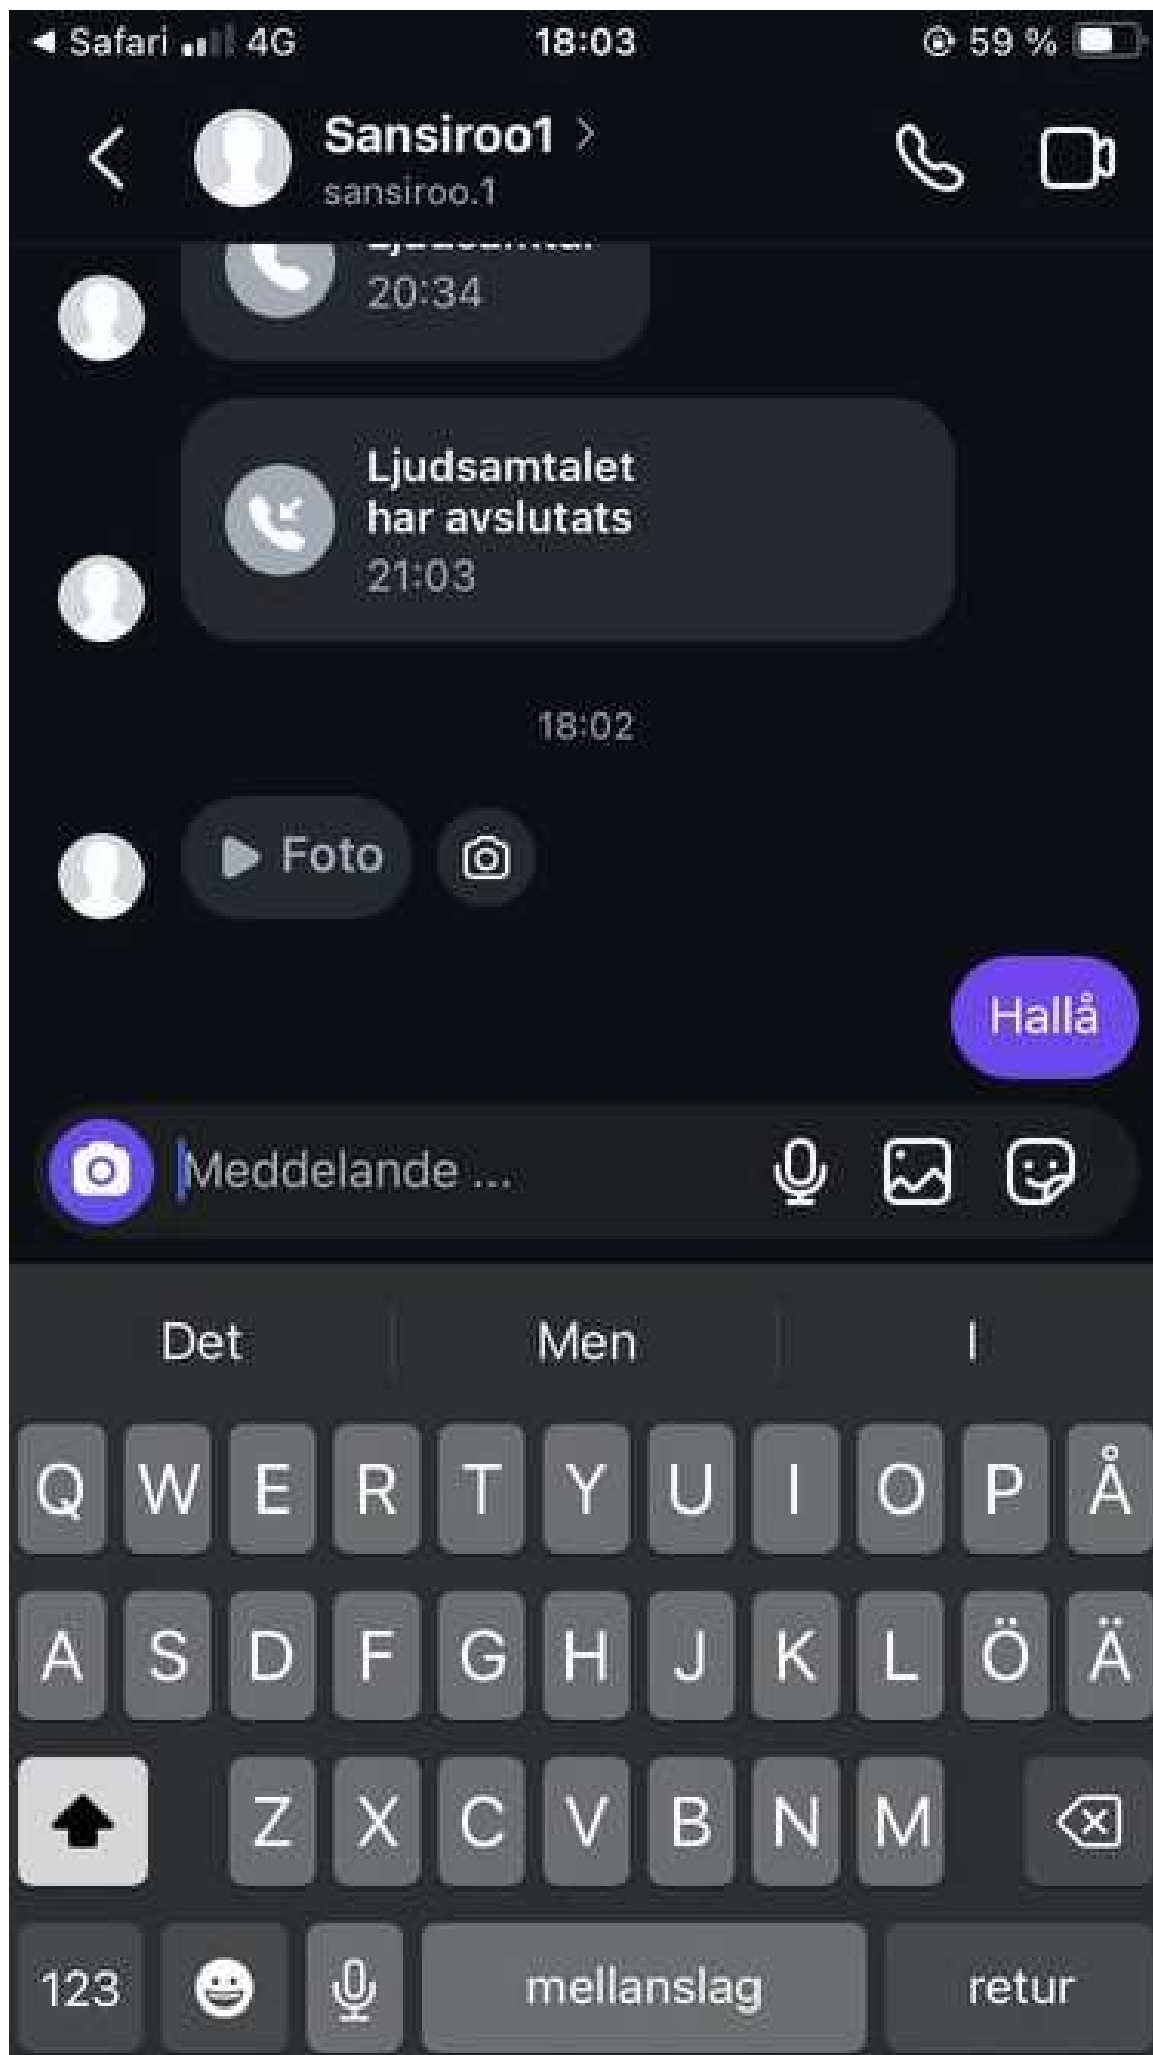 ◀ Safari 4G 18:03 59 %
Sansiroo1 >
sansiroo.1
Ljudsamtal
20:34
Ljudsamtalet
har avslutats
21:03
18:02
Foto
Hallå
Meddelande ...
Det Men I
Q W E R T Y U I O P Å
A S D F G H J K L Ö Ä
Z X C V B N M
123 mellanslag retur